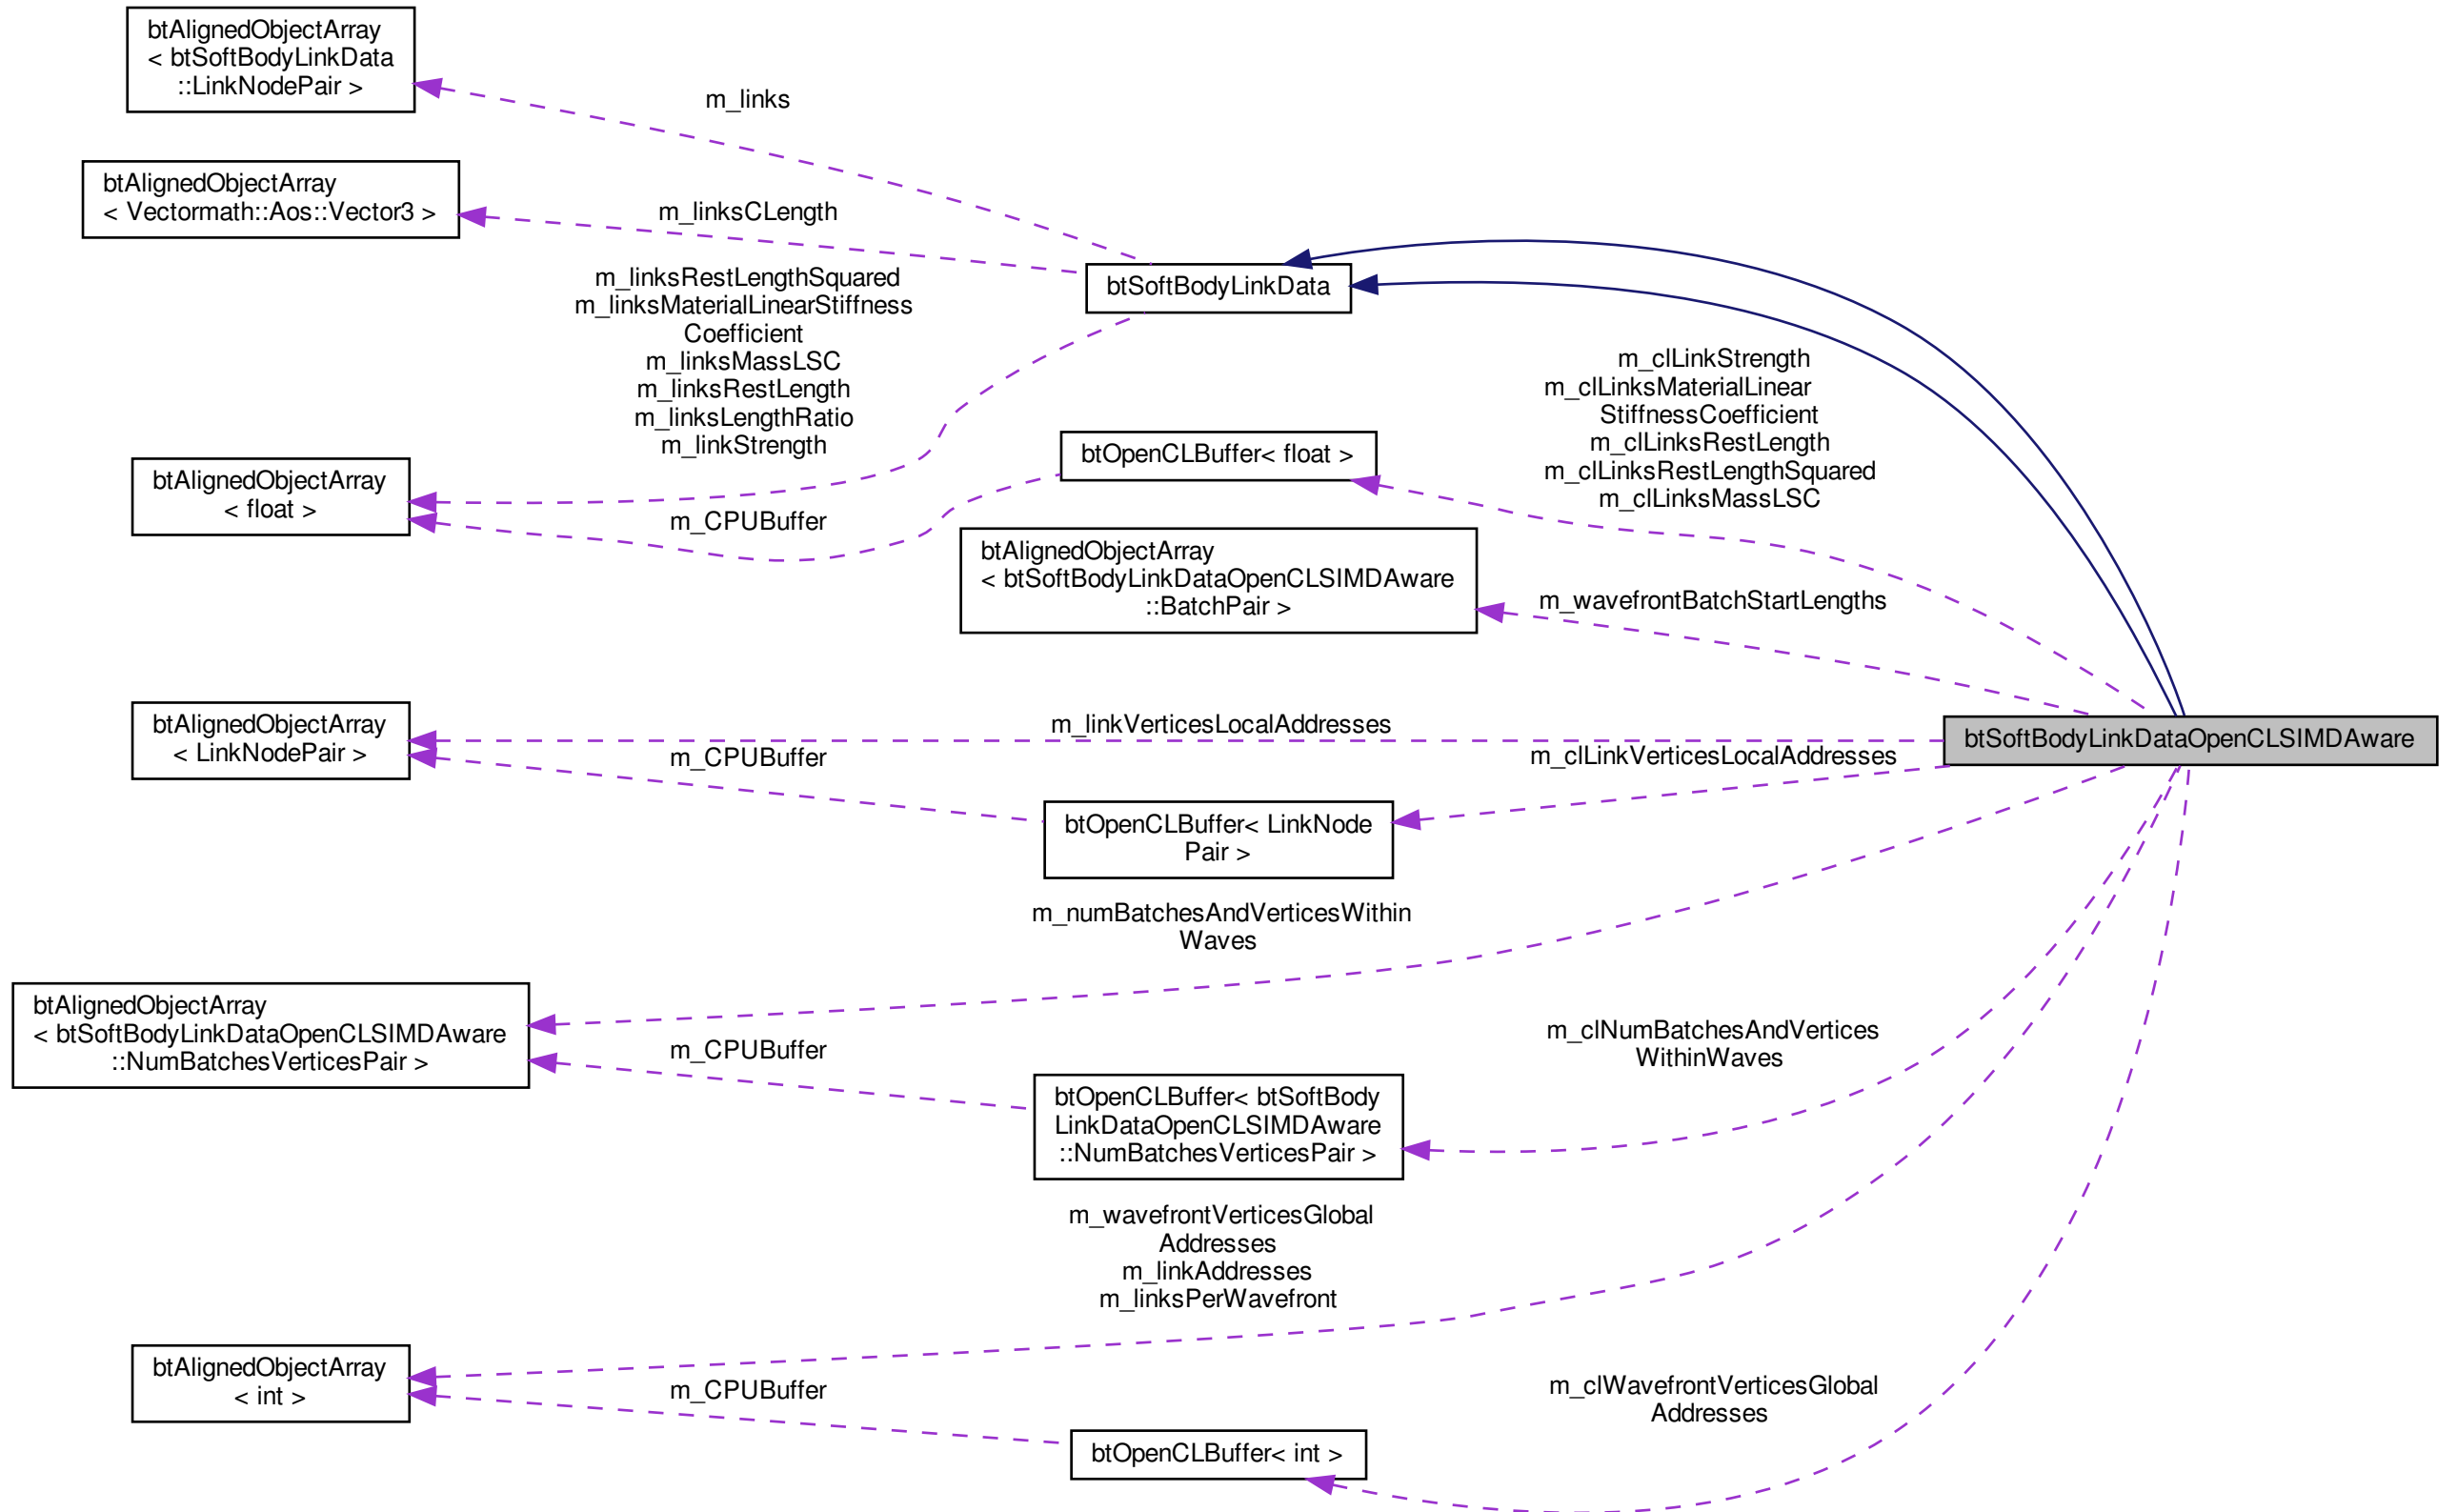 btAlignedObjectArray
< btSoftBodyLinkData
::LinkNodePair >
m_links
btAlignedObjectArray
< Vectormath::Aos::Vector3 >
m_linksCLength
m_linksRestLengthSquared
m_linksMaterialLinearStiffness
Coefficient
m_linksMassLSC
m_linksRestLength
m_linksLengthRatio
m_linkStrength
btSoftBodyLinkData
m_clLinkStrength
m_clLinksMaterialLinear
StiffnessCoefficient
m_clLinksRestLength
m_clLinksRestLengthSquared
m_clLinksMassLSC
btOpenCLBuffer< float >
btAlignedObjectArray
< float >
m_CPUBuffer
btAlignedObjectArray
< btSoftBodyLinkDataOpenCLSIMDAware
::BatchPair >
m_wavefrontBatchStartLengths
btAlignedObjectArray
< LinkNodePair >
m_linkVerticesLocalAddresses
m_CPUBuffer
m_clLinkVerticesLocalAddresses
btSoftBodyLinkDataOpenCLSIMDAware
btOpenCLBuffer< LinkNode
Pair >
m_numBatchesAndVerticesWithin
Waves
btAlignedObjectArray
< btSoftBodyLinkDataOpenCLSIMDAware
::NumBatchesVerticesPair >
m_CPUBuffer
m_clNumBatchesAndVertices
WithinWaves
btOpenCLBuffer< btSoftBody
LinkDataOpenCLSIMDAware
::NumBatchesVerticesPair >
m_wavefrontVerticesGlobal
Addresses
m_linkAddresses
m_linksPerWavefront
btAlignedObjectArray
< int >
m_CPUBuffer
m_clWavefrontVerticesGlobal
Addresses
btOpenCLBuffer< int >